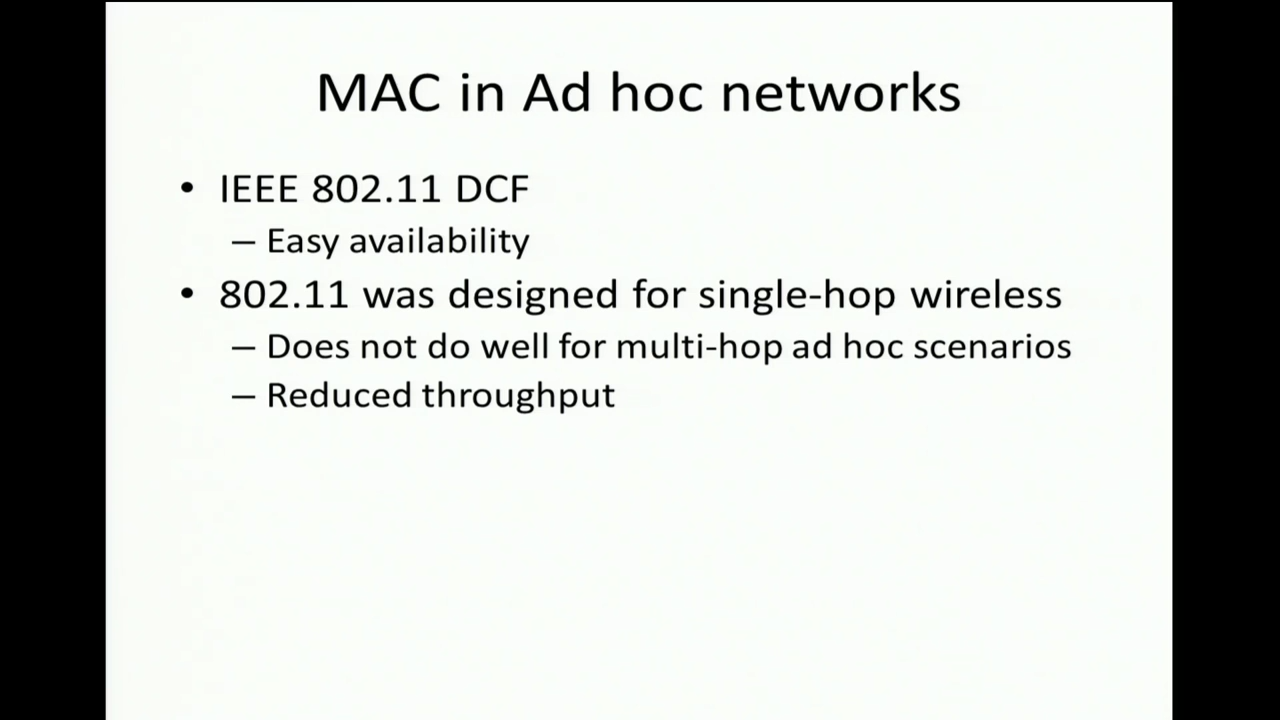 MAC in Ad hoc networks
• IEEE 802.11 DCF
– Easy availability
• 802.11 was designed for single-hop wireless
– Does not do well for multi-hop ad hoc scenarios
– Reduced throughput